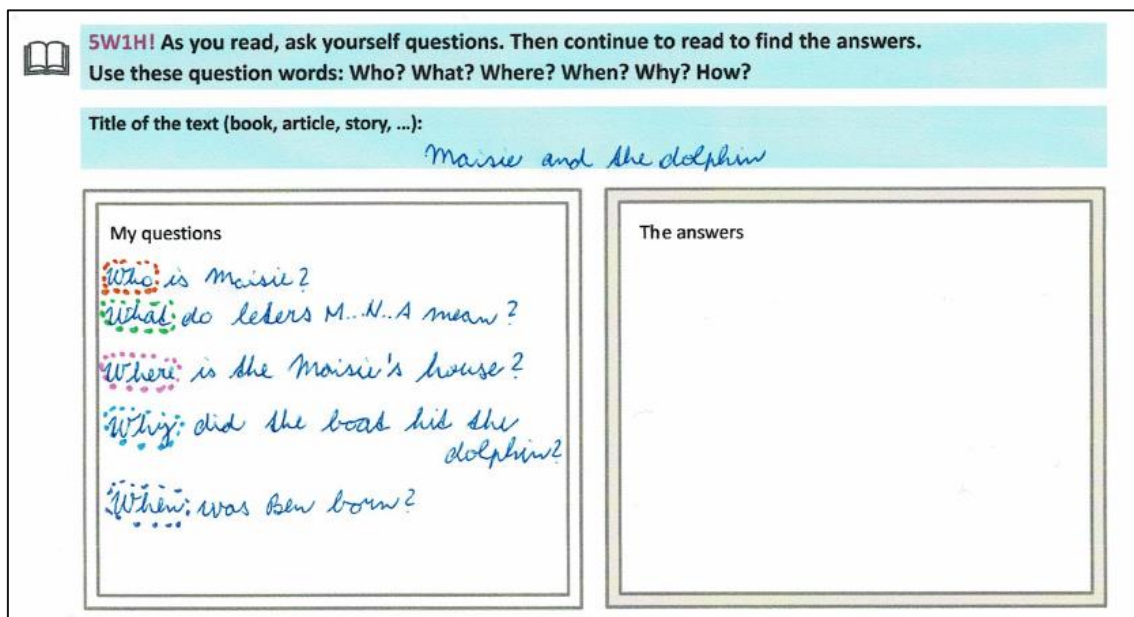 5W1H! As you read, ask yourself questions. Then continue to read to find the answers.
Use these question words: Who? What? Where? When? Why? How?
Title of the text (book, article, story, ...):
Maisie and the dolphin
My questions
Who is Maisie?
What do leters M...N..A mean?
Where is the Maisie's house?
Why did the boat hit the
dolphin?
When was Ben born?
The answers